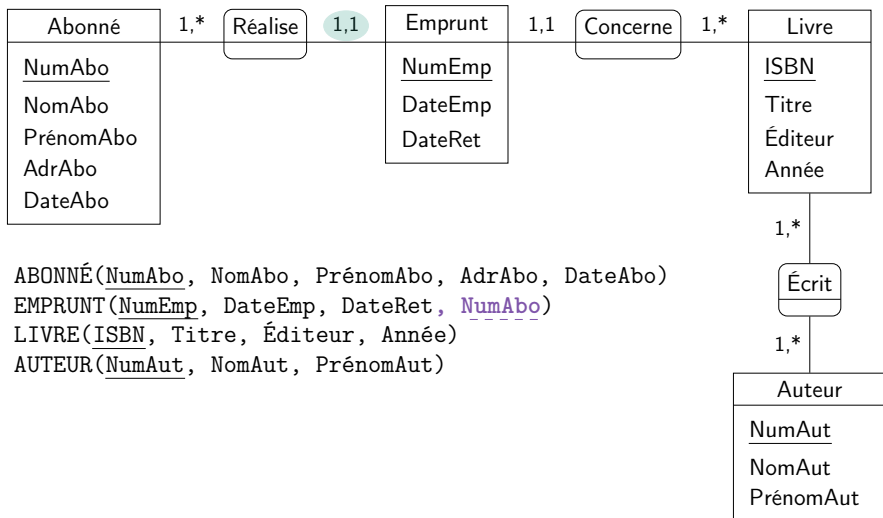 Abonné 1,* Réalise 1,1 Emprunt 1,1 Concerne 1,* Livre
NumAbo
NomAbo
PrénomAbo
AdrAbo
DateAbo
NumEmp
DateEmp
DateRet
ISBN
Titre
Éditeur
Année
1,*
Écrit
1,*
Auteur
NumAut
NomAut
PrénomAut
ABONNÉ(NumAbo, NomAbo, PrénomAbo, AdrAbo, DateAbo)
EMPRUNT(NumEmp, DateEmp, DateRet, NumAbo)
LIVRE(ISBN, Titre, Éditeur, Année)
AUTEUR(NumAut, NomAut, PrénomAut)